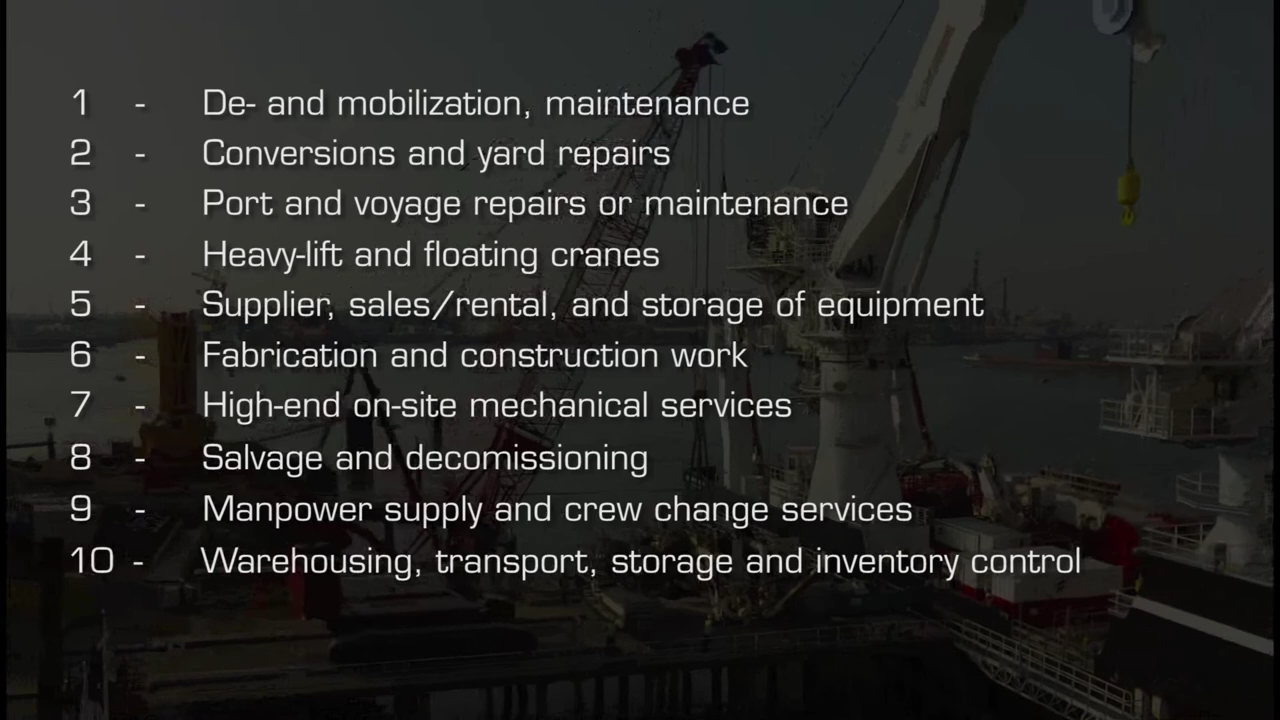 1 - De- and mobilization, maintenance
2 - Conversions and yard repairs
3 - Port and voyage repairs or maintenance
4 - Heavy-lift and floating cranes
5 - Supplier, sales/rental, and storage of equipment
6 - Fabrication and construction work
7 - High-end on-site mechanical services
8 - Salvage and decomissioning
9 - Manpower supply and crew change services
10 - Warehousing, transport, storage and inventory control